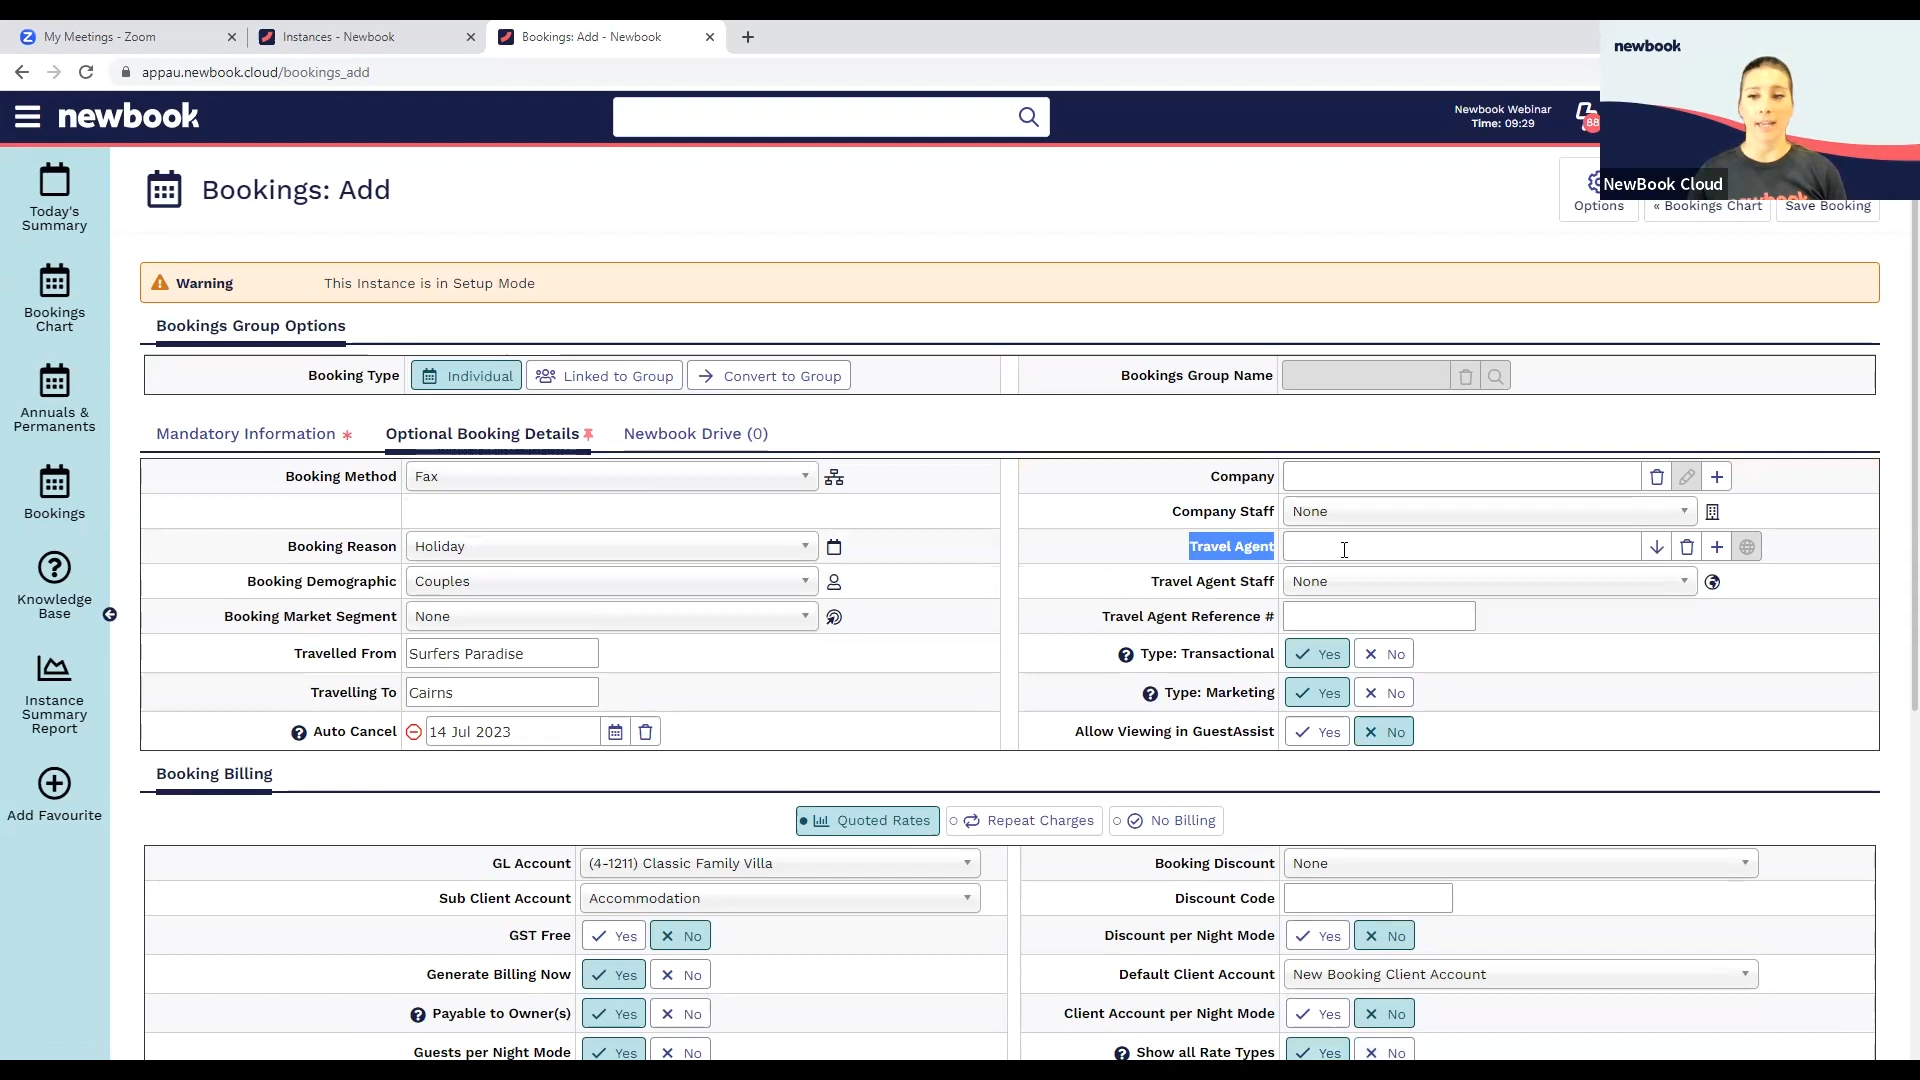 My Meetings - Zoom
Instances - Newbook
Bookings: Add - Newbook
newbook
appau.newbook.cloud/bookings_add
newbook
Newbook Webinar
Time: 09:29
88
NewBook Cloud
Today's
Summary
Bookings
Chart
Annuals &
Permanents
Bookings
Knowledge
Base
Instance
Summary
Report
Add Favourite
Bookings: Add
Options
« Bookings Chart
Save Booking
Warning This Instance is in Setup Mode
Bookings Group Options
Booking Type Individual Linked to Group Convert to Group Bookings Group Name
Mandatory Information * Optional Booking Details Newbook Drive (0)
Booking Method Fax Company
Company Staff None
Booking Reason Holiday Travel Agent
Booking Demographic Couples Travel Agent Staff None
Booking Market Segment None Travel Agent Reference #
Travelled From Surfers Paradise ? Type: Transactional Yes No
Travelling To Cairns ? Type: Marketing Yes No
? Auto Cancel 14 Jul 2023 Allow Viewing in GuestAssist Yes No
Booking Billing
Quoted Rates Repeat Charges No Billing
GL Account (4-1211) Classic Family Villa Booking Discount None
Sub Client Account Accommodation Discount Code
GST Free Yes No Discount per Night Mode Yes No
Generate Billing Now Yes No Default Client Account New Booking Client Account
? Payable to Owner(s) Yes No Client Account per Night Mode Yes No
Guests per Night Mode Yes No ? Show all Rate Types Yes No